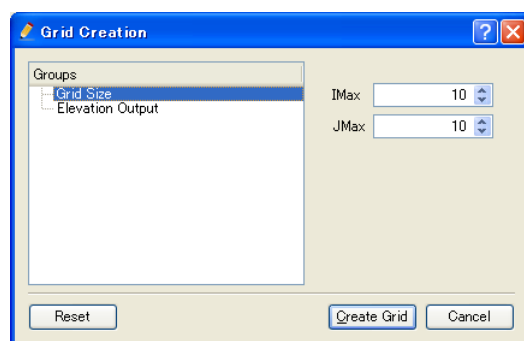 Grid Creation
Groups
Grid Size
Elevation Output
IMax 10
JMax 10
Reset
Create Grid
Cancel